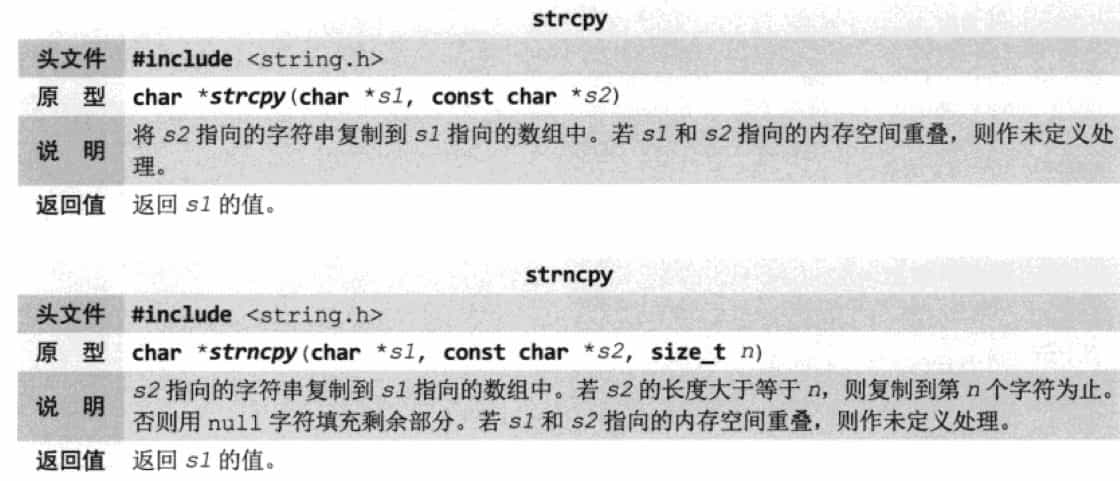 strcpy
头文件 #include <string.h>
原 型 char *strcpy(char *s1, const char *s2)
说 明 将 s2 指向的字符串复制到 s1 指向的数组中。若 s1 和 s2 指向的内存空间重叠，则作未定义处
理。
返回值 返回 s1 的值。
strncpy
头文件 #include <string.h>
原 型 char *strncpy(char *s1, const char *s2, size_t n)
说 明 s2 指向的字符串复制到 s1 指向的数组中。若 s2 的长度大于等于 n，则复制到第 n 个字符为止。
否则用 null 字符填充剩余部分。若 s1 和 s2 指向的内存空间重叠，则作未定义处理。
返回值 返回 s1 的值。